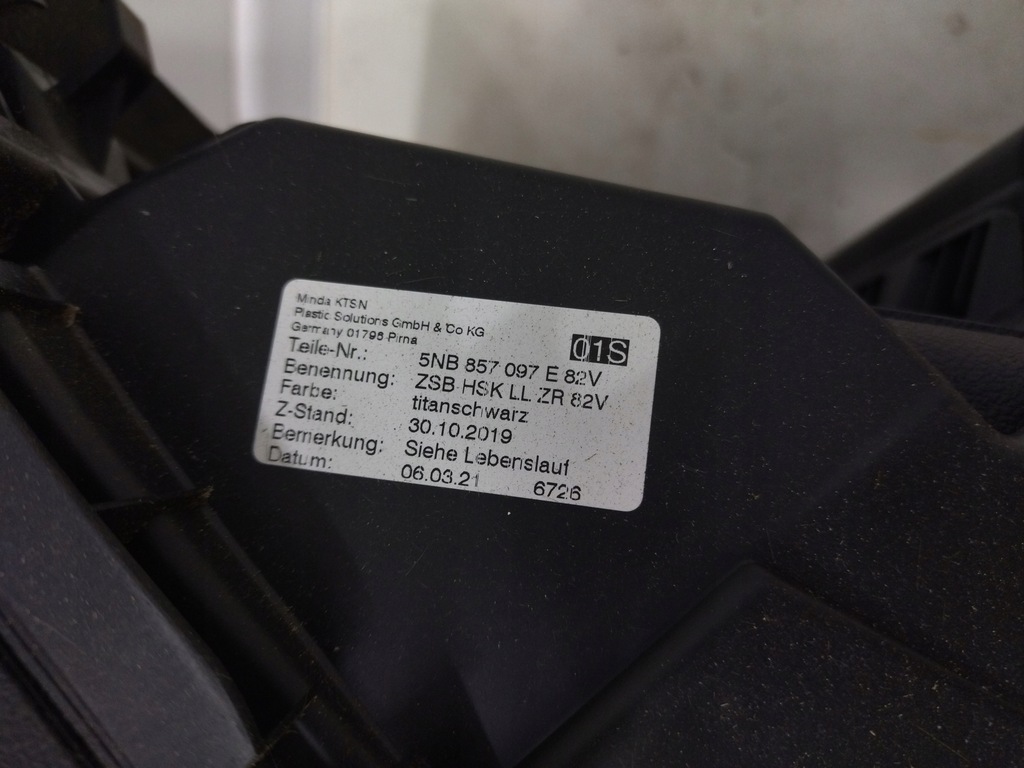 Minda KTSN
Plastic Solutions GmbH & Co KG
Germany 01796 Pirna
01S
Teile-Nr.: 5NB 857 097 E 82V
Benennung: ZSB HSK LL ZR 82V
Farbe: titanschwarz
Z-Stand: 30.10.2019
Bemerkung: Siehe Lebenslauf
Datum: 06.03.21 6726